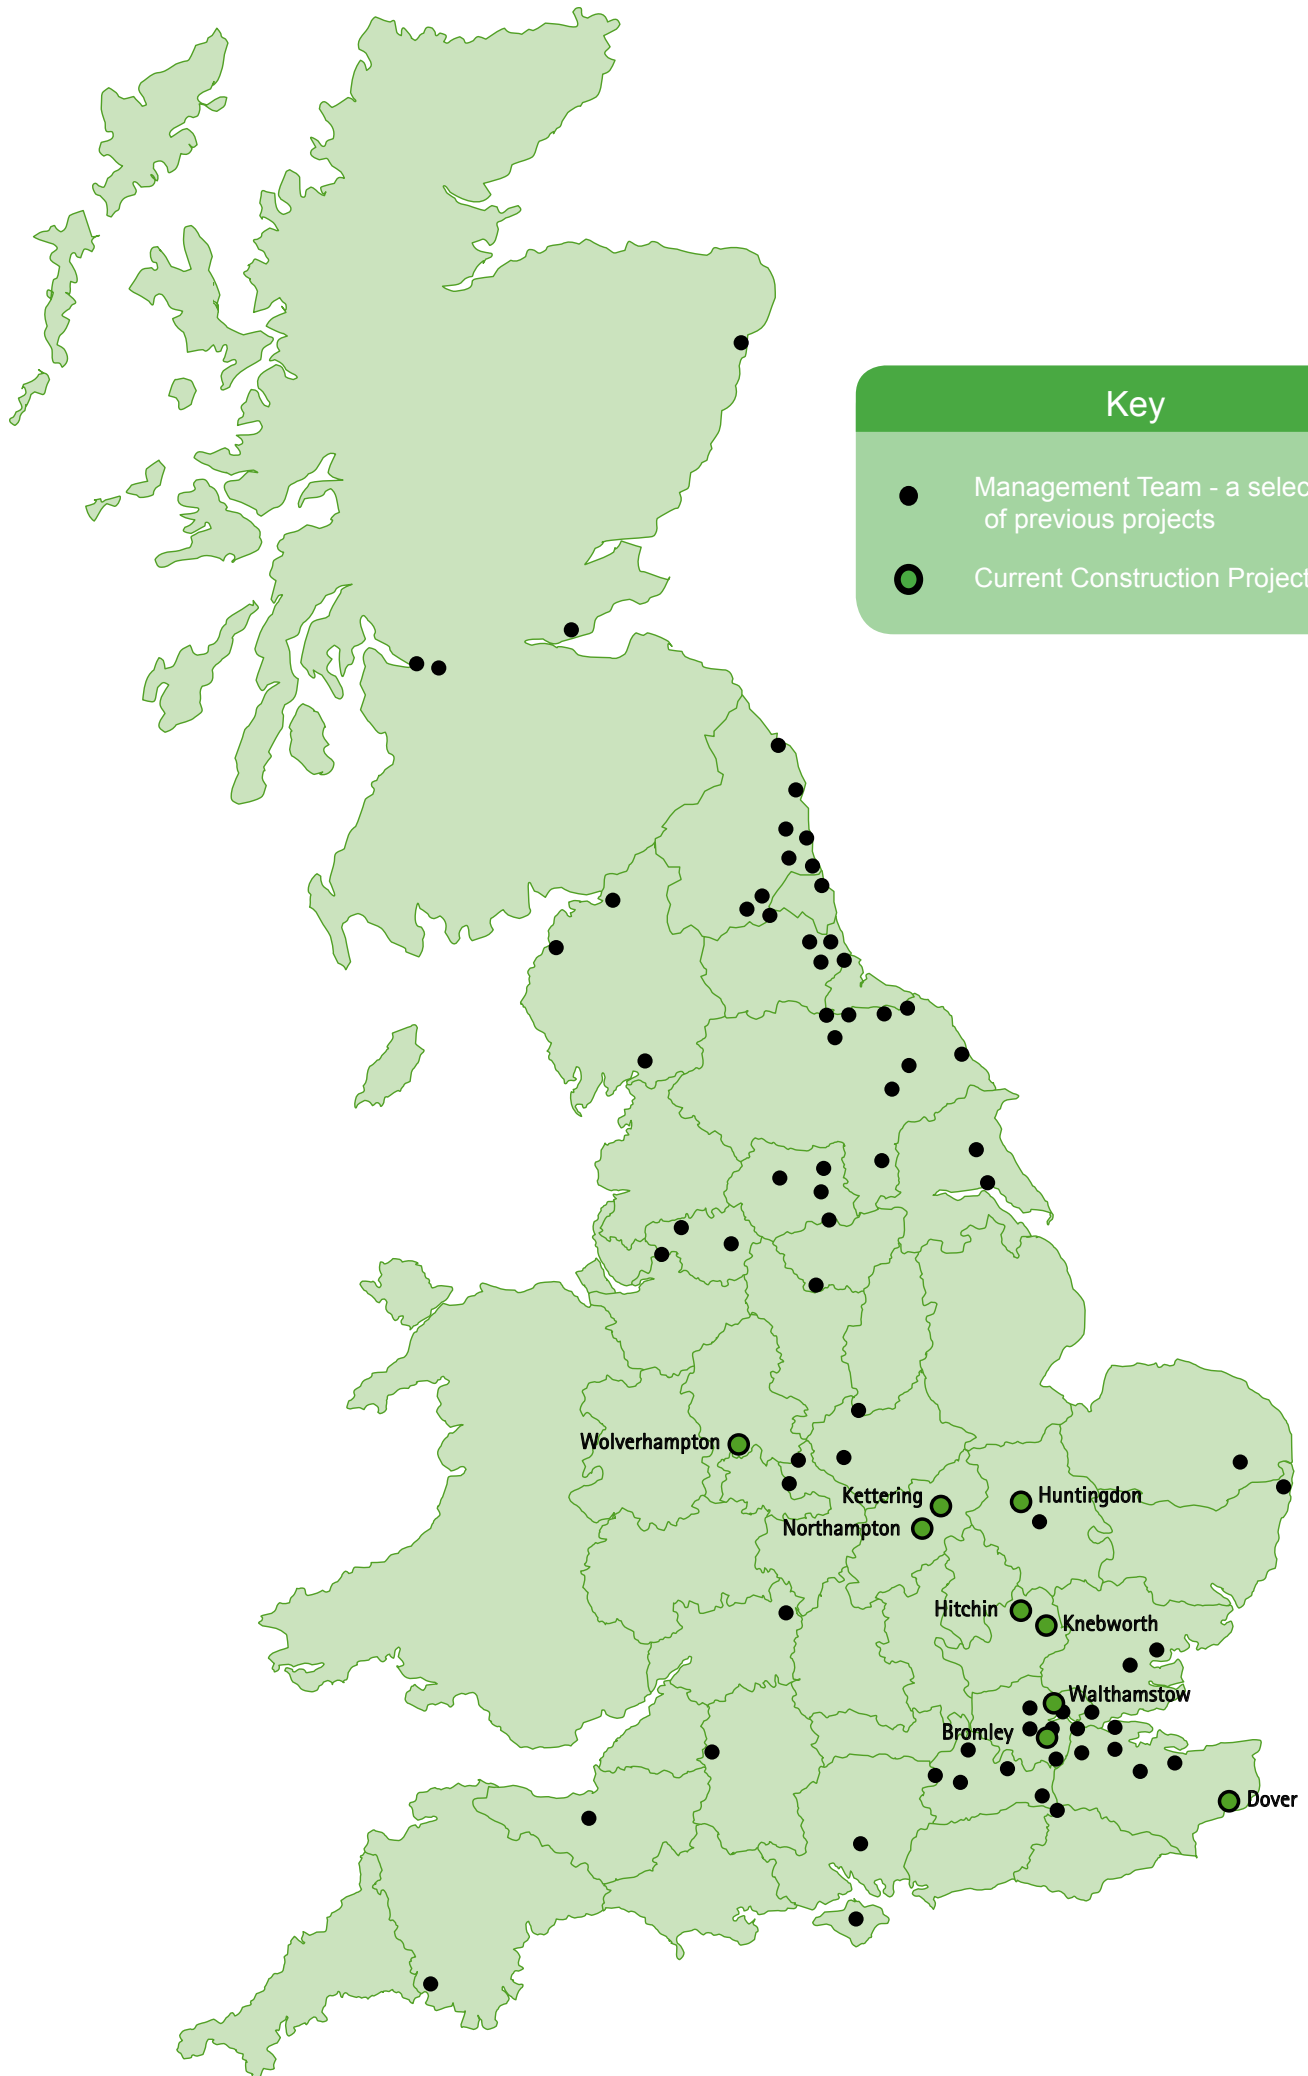 Key
Management Team - a selec
of previous projects
Current Construction Project
Wolverhampton
Kettering
Huntingdon
Northampton
Hitchin
Knebworth
Walthamstow
Bromley
Dover